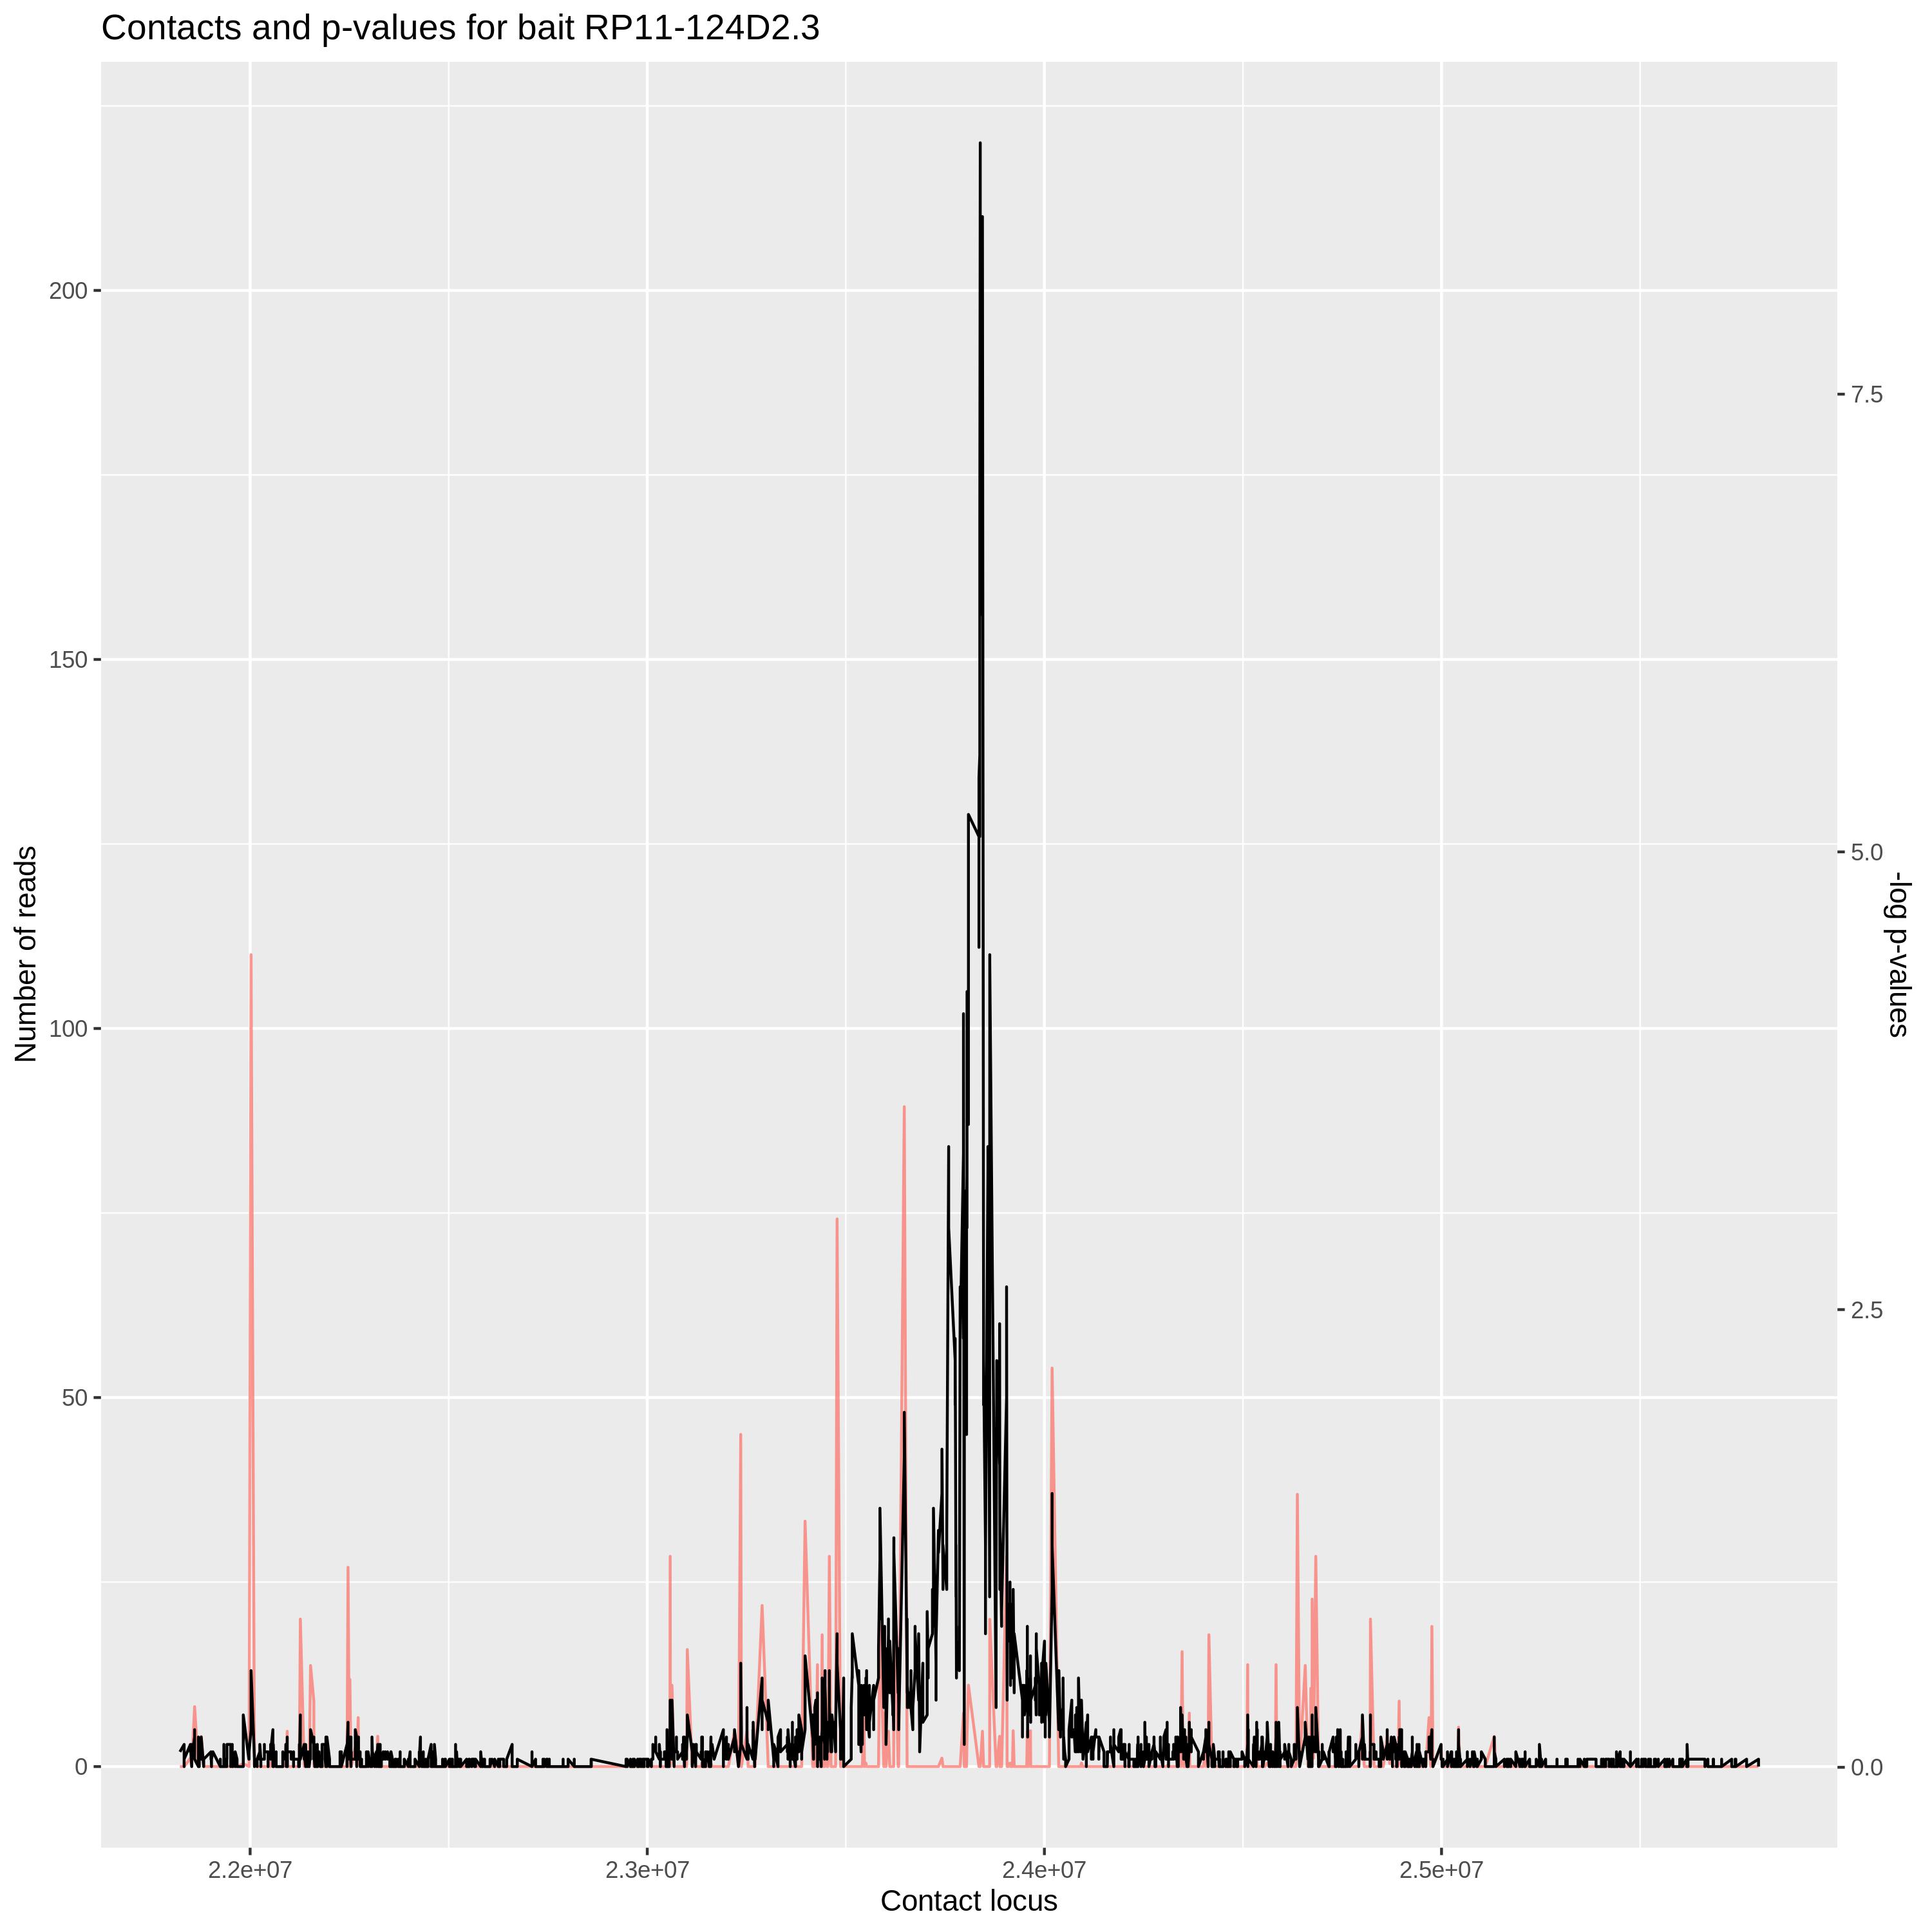 Contacts and p-values for bait RP11-124D2.3
200
150
100
50
0
Number of reads
7.5
5.0
2.5
0.0
-log p-values
2.2e+07
2.3e+07
2.4e+07
2.5e+07
Contact locus